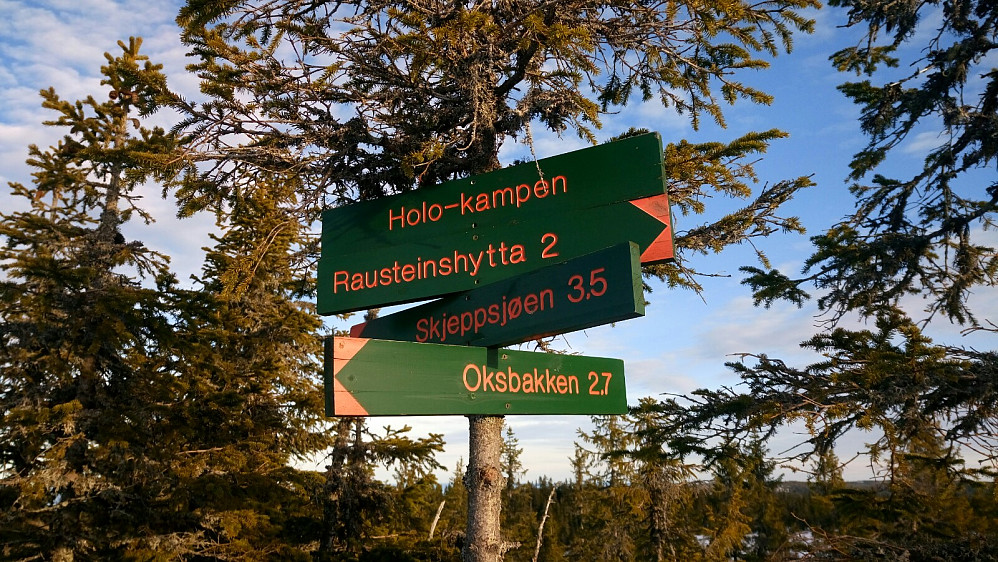 Holo-kampen
Rausteinshytta 2
Skjeppsjøen 3.5
Oksbakken 2.7